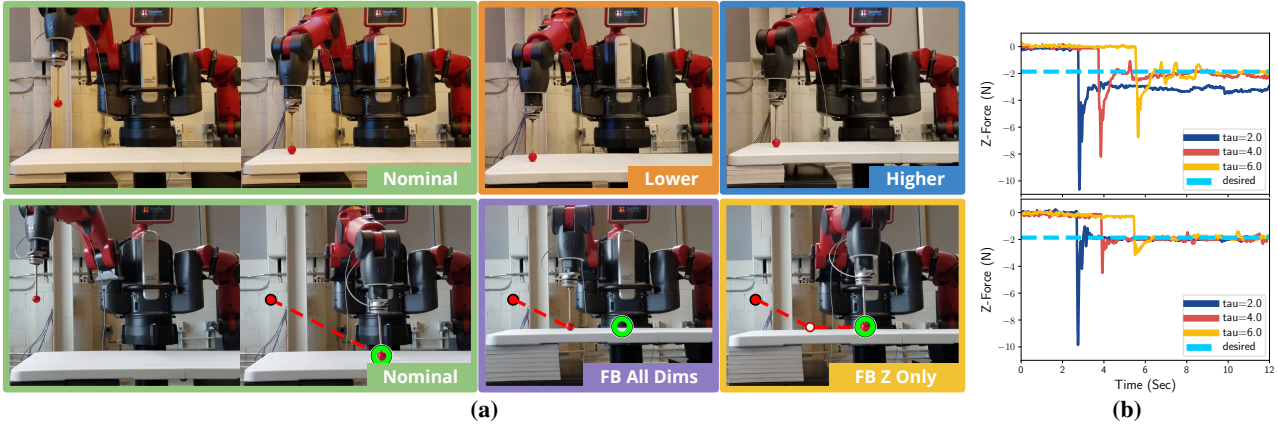 Nominal
Lower
Higher
Nominal
FB All Dims
FB Z Only
(a)
Z-Force (N)
0
−2
−4
−6
−8
−10
tau=2.0
tau=4.0
tau=6.0
desired
Z-Force (N)
0
−2
−4
−6
−8
−10
tau=2.0
tau=4.0
tau=6.0
desired
0
2
4
6
8
10
12
Time (Sec)
(b)